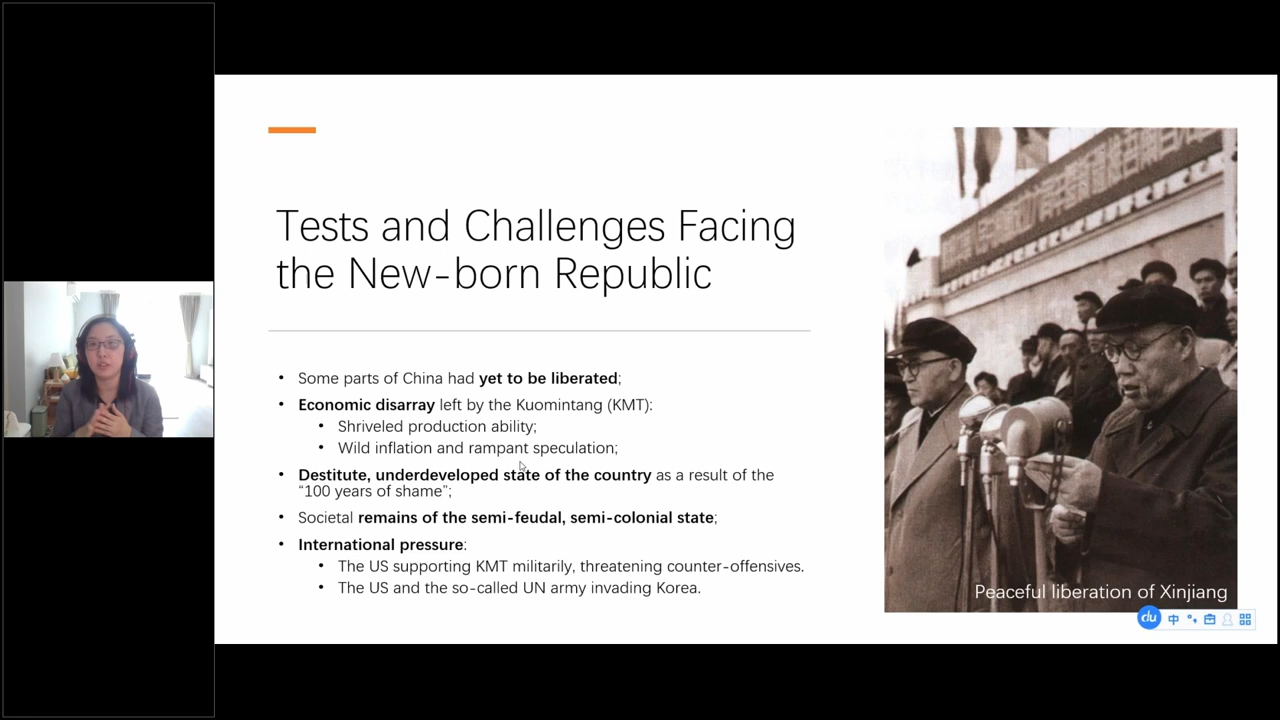 Tests and Challenges Facing
the New-born Republic
• Some parts of China had yet to be liberated;
• Economic disarray left by the Kuomintang (KMT):
• Shriveled production ability;
• Wild inflation and rampant speculation;
• Destitute, underdeveloped state of the country as a result of the
“100 years of shame”;
• Societal remains of the semi-feudal, semi-colonial state;
• International pressure:
• The US supporting KMT militarily, threatening counter-offensives.
• The US and the so-called UN army invading Korea.
Peaceful liberation of Xinjiang
du 中